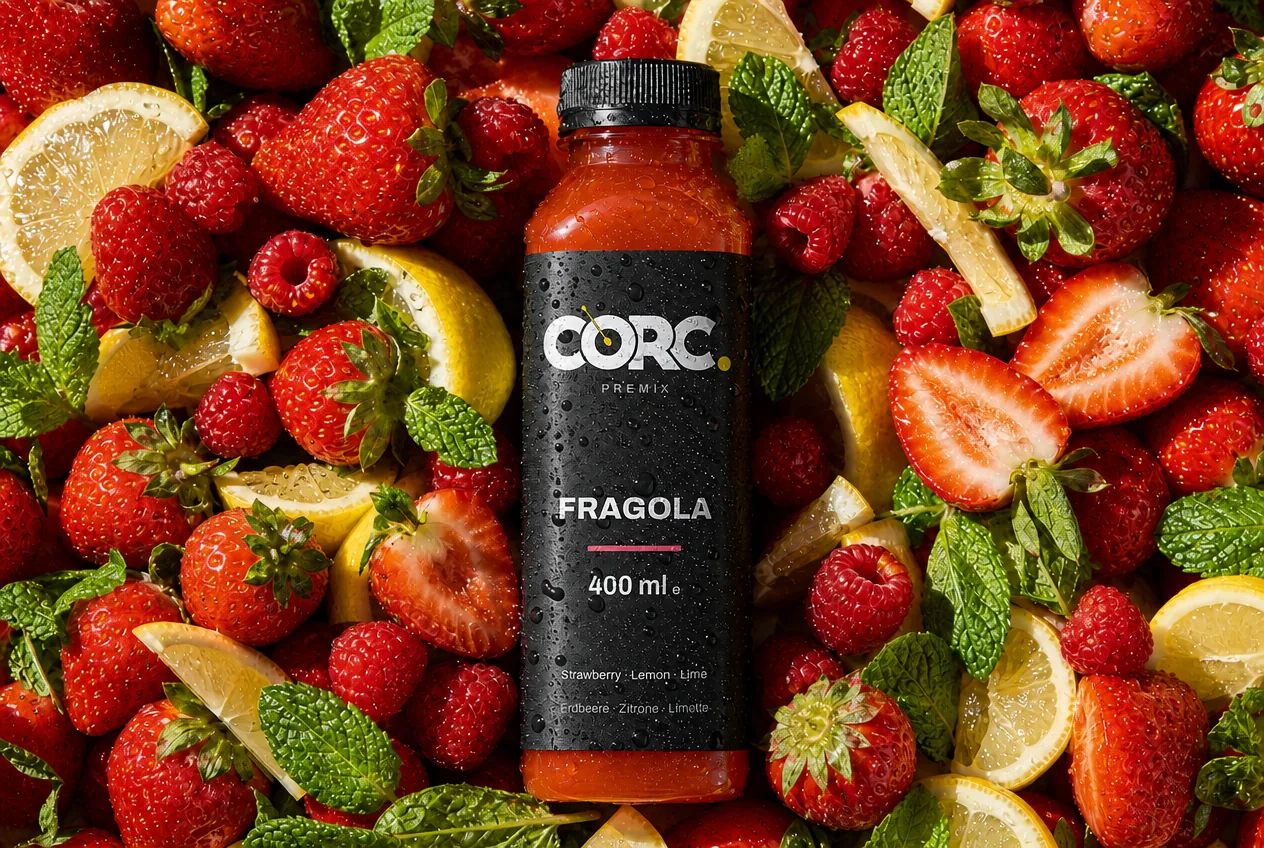 CORC.
PREMIX
FRAGOLA
400 ml e
Strawberry · Lemon · Lime
Erdbeere · Zitrone · Limette